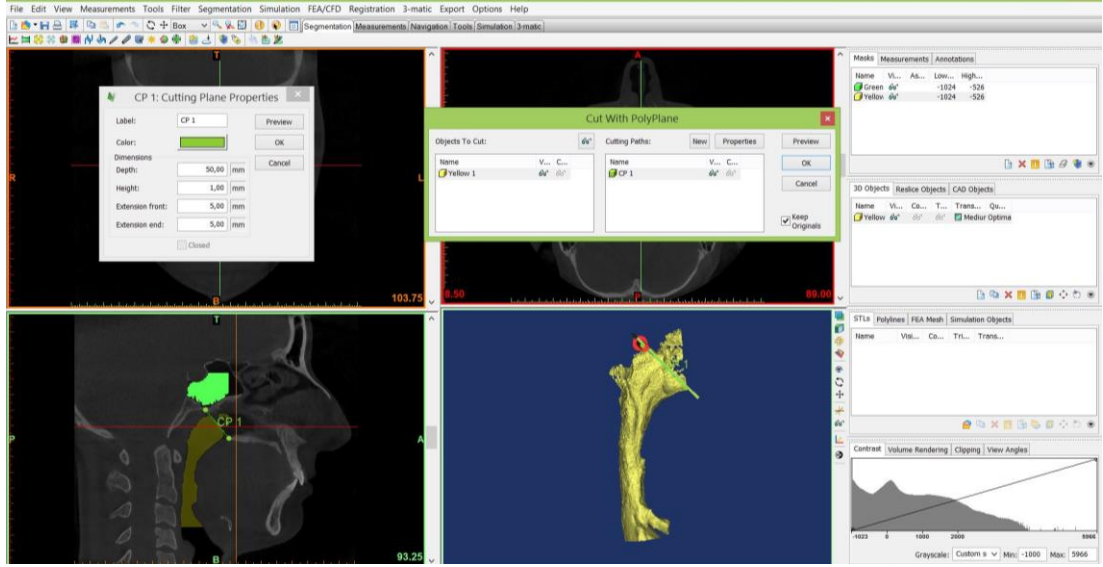 File Edit View Measurements Tools Filter Segmentation Simulation FEA/CFD Registration 3-matic Export Options Help
Box
Segmentation Measurements Navigation Tools Simulation 3-matic
T
R
L
B
103.75
CP 1: Cutting Plane Properties
Label: CP 1 Preview
Color: OK
Dimensions Cancel
Depth: 50,00 mm
Height: 1,00 mm
Extension front: 5,00 mm
Extension end: 5,00 mm
Closed
A
P
8.50
89.00
Cut With PolyPlane
Objects To Cut: Cutting Paths: New Properties Preview
Name V... C... Name V... C... OK
Yellow 1 CP 1
Cancel
Keep Originals
T
P
A
CP 1
B
93.25
Masks Measurements Annotations
Name Vi... As... Low... High...
Green -1024 -526
Yellow -1024 -526
3D Objects Reslice Objects CAD Objects
Name Vi... Co... T... Trans... Qu...
Yellow Mediur Optima
STLs Polylines FEA Mesh Simulation Objects
Name Visi... Co... Tri... Trans...
Contrast Volume Rendering Clipping View Angles
-1023 0 1000 2000 5966
Grayscale: Custom s Min: -1000 Max: 5966